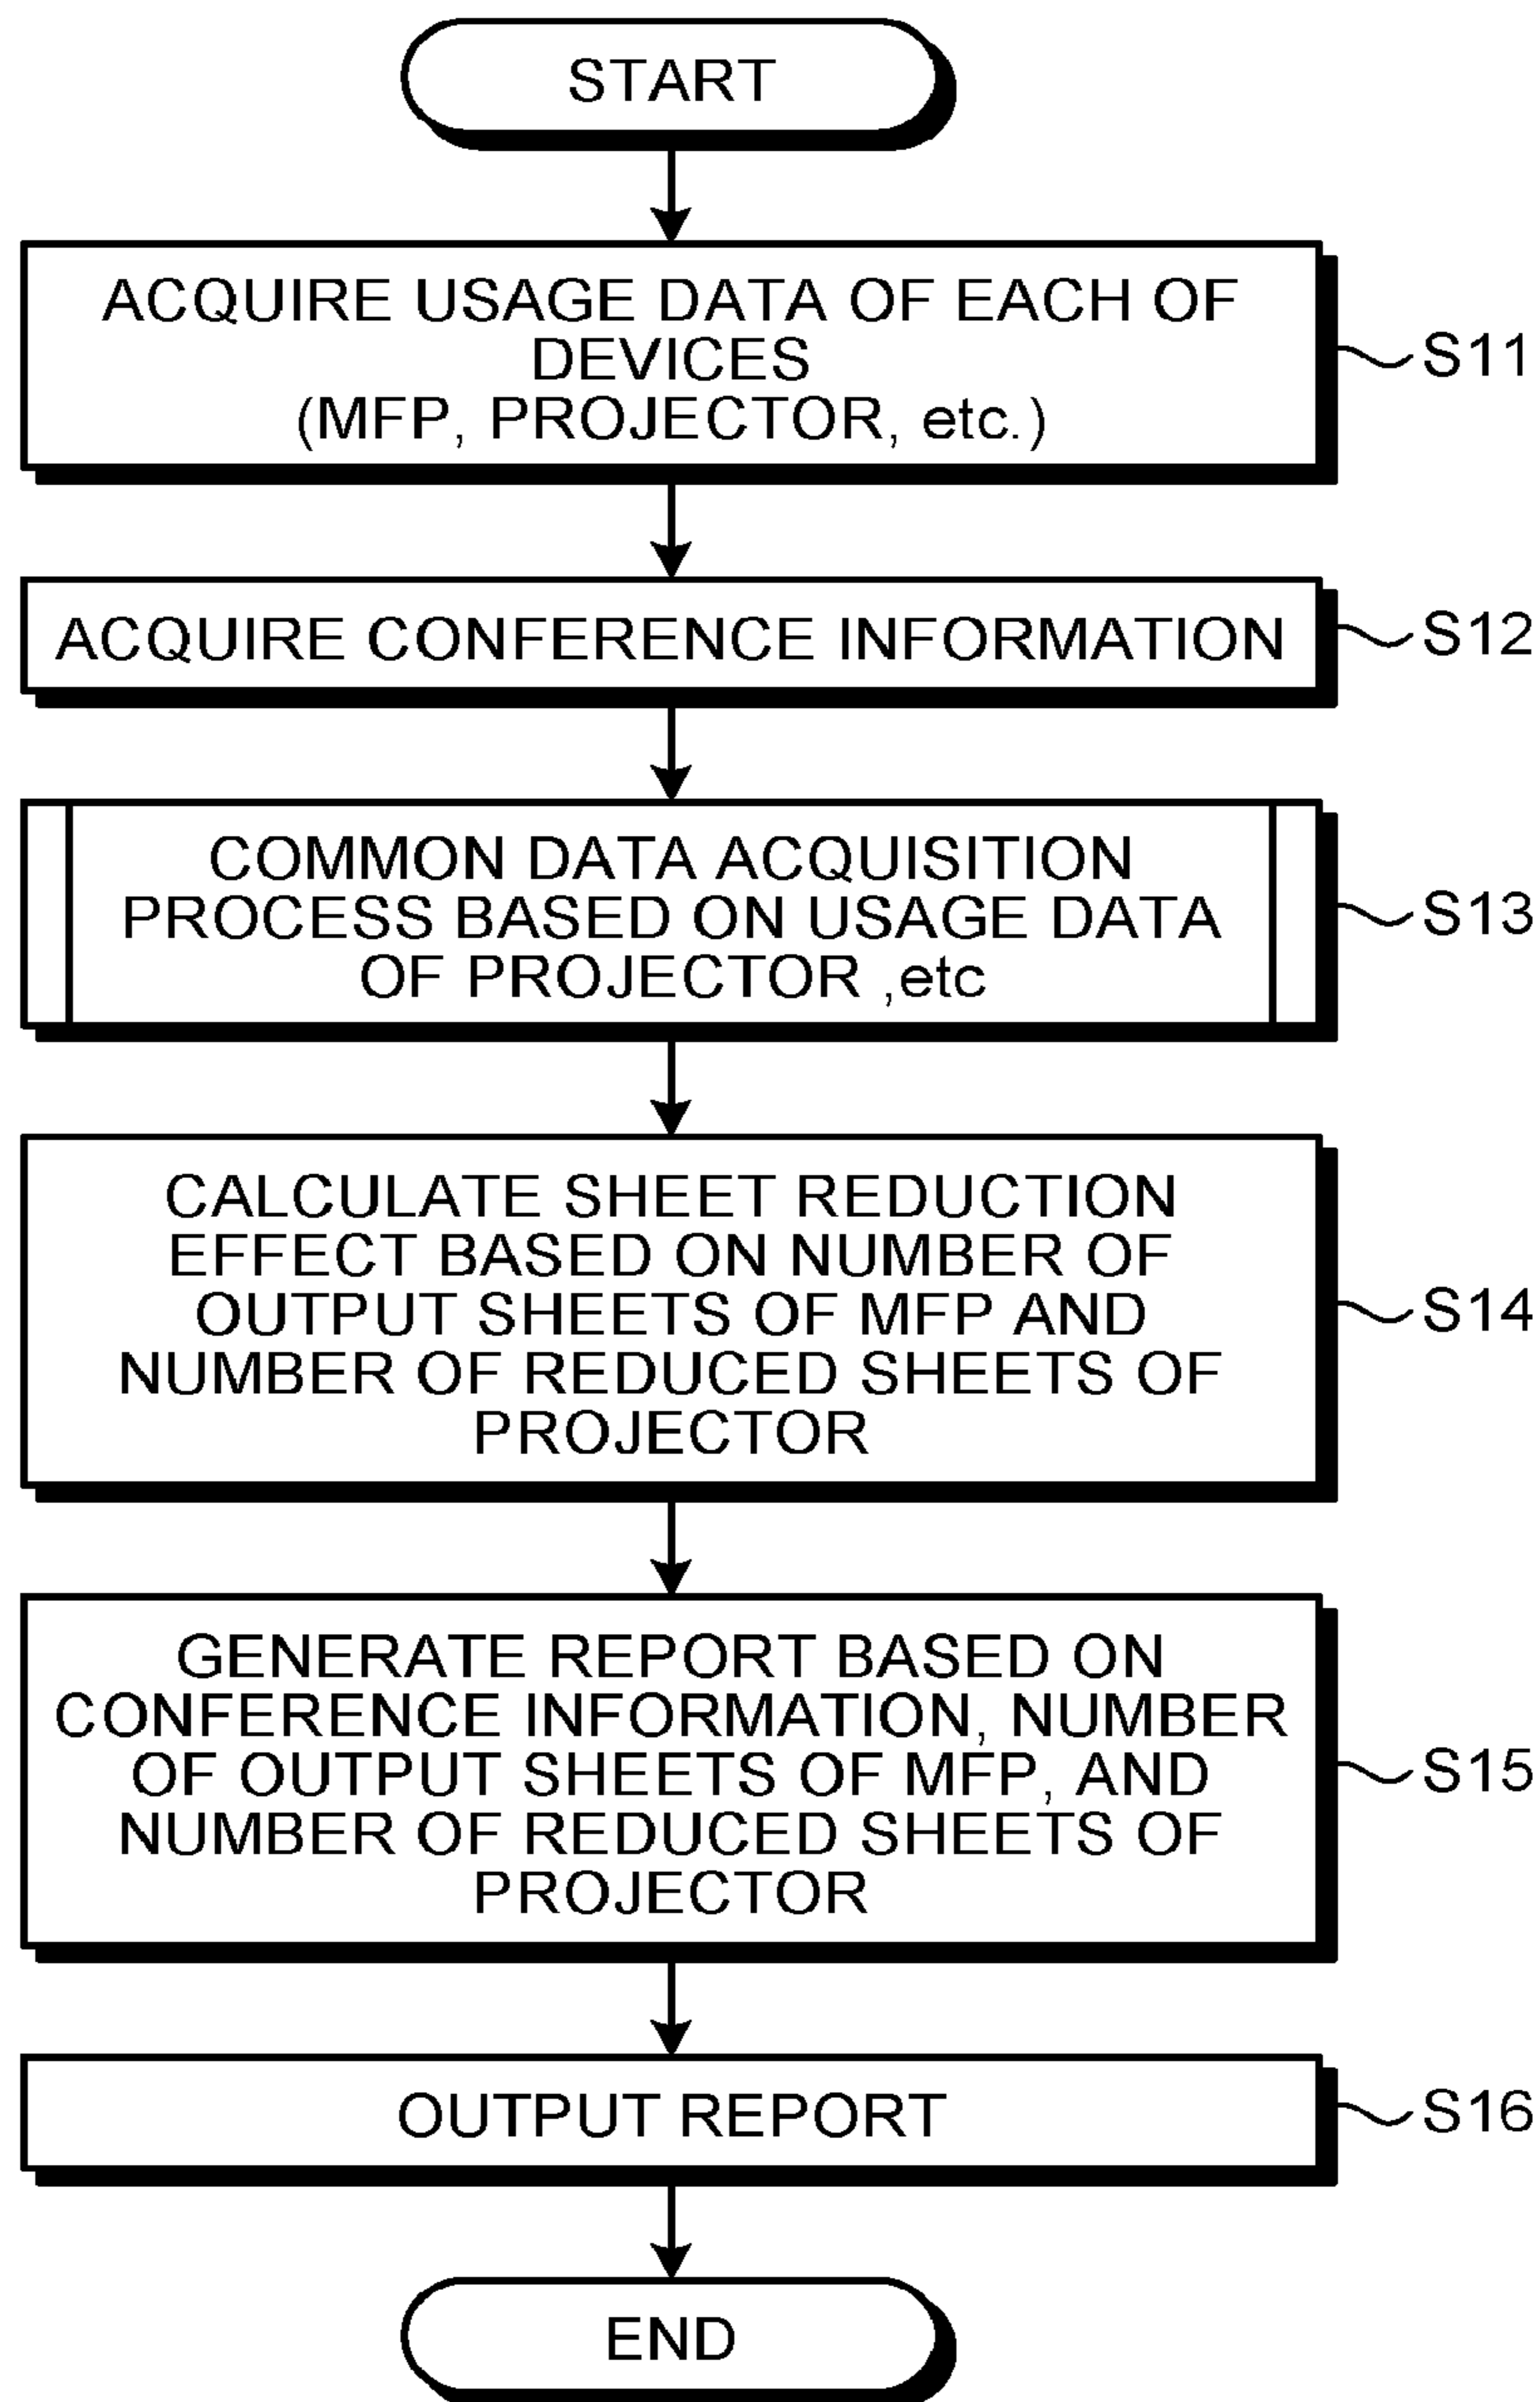 START
ACQUIRE USAGE DATA OF EACH OF
DEVICES
(MFP, PROJECTOR, etc.)
S11
ACQUIRE CONFERENCE INFORMATION
S12
COMMON DATA ACQUISITION
PROCESS BASED ON USAGE DATA
OF PROJECTOR ,etc
S13
CALCULATE SHEET REDUCTION
EFFECT BASED ON NUMBER OF
OUTPUT SHEETS OF MFP AND
NUMBER OF REDUCED SHEETS OF
PROJECTOR
S14
GENERATE REPORT BASED ON
CONFERENCE INFORMATION, NUMBER
OF OUTPUT SHEETS OF MFP, AND
NUMBER OF REDUCED SHEETS OF
PROJECTOR
S15
OUTPUT REPORT
S16
END